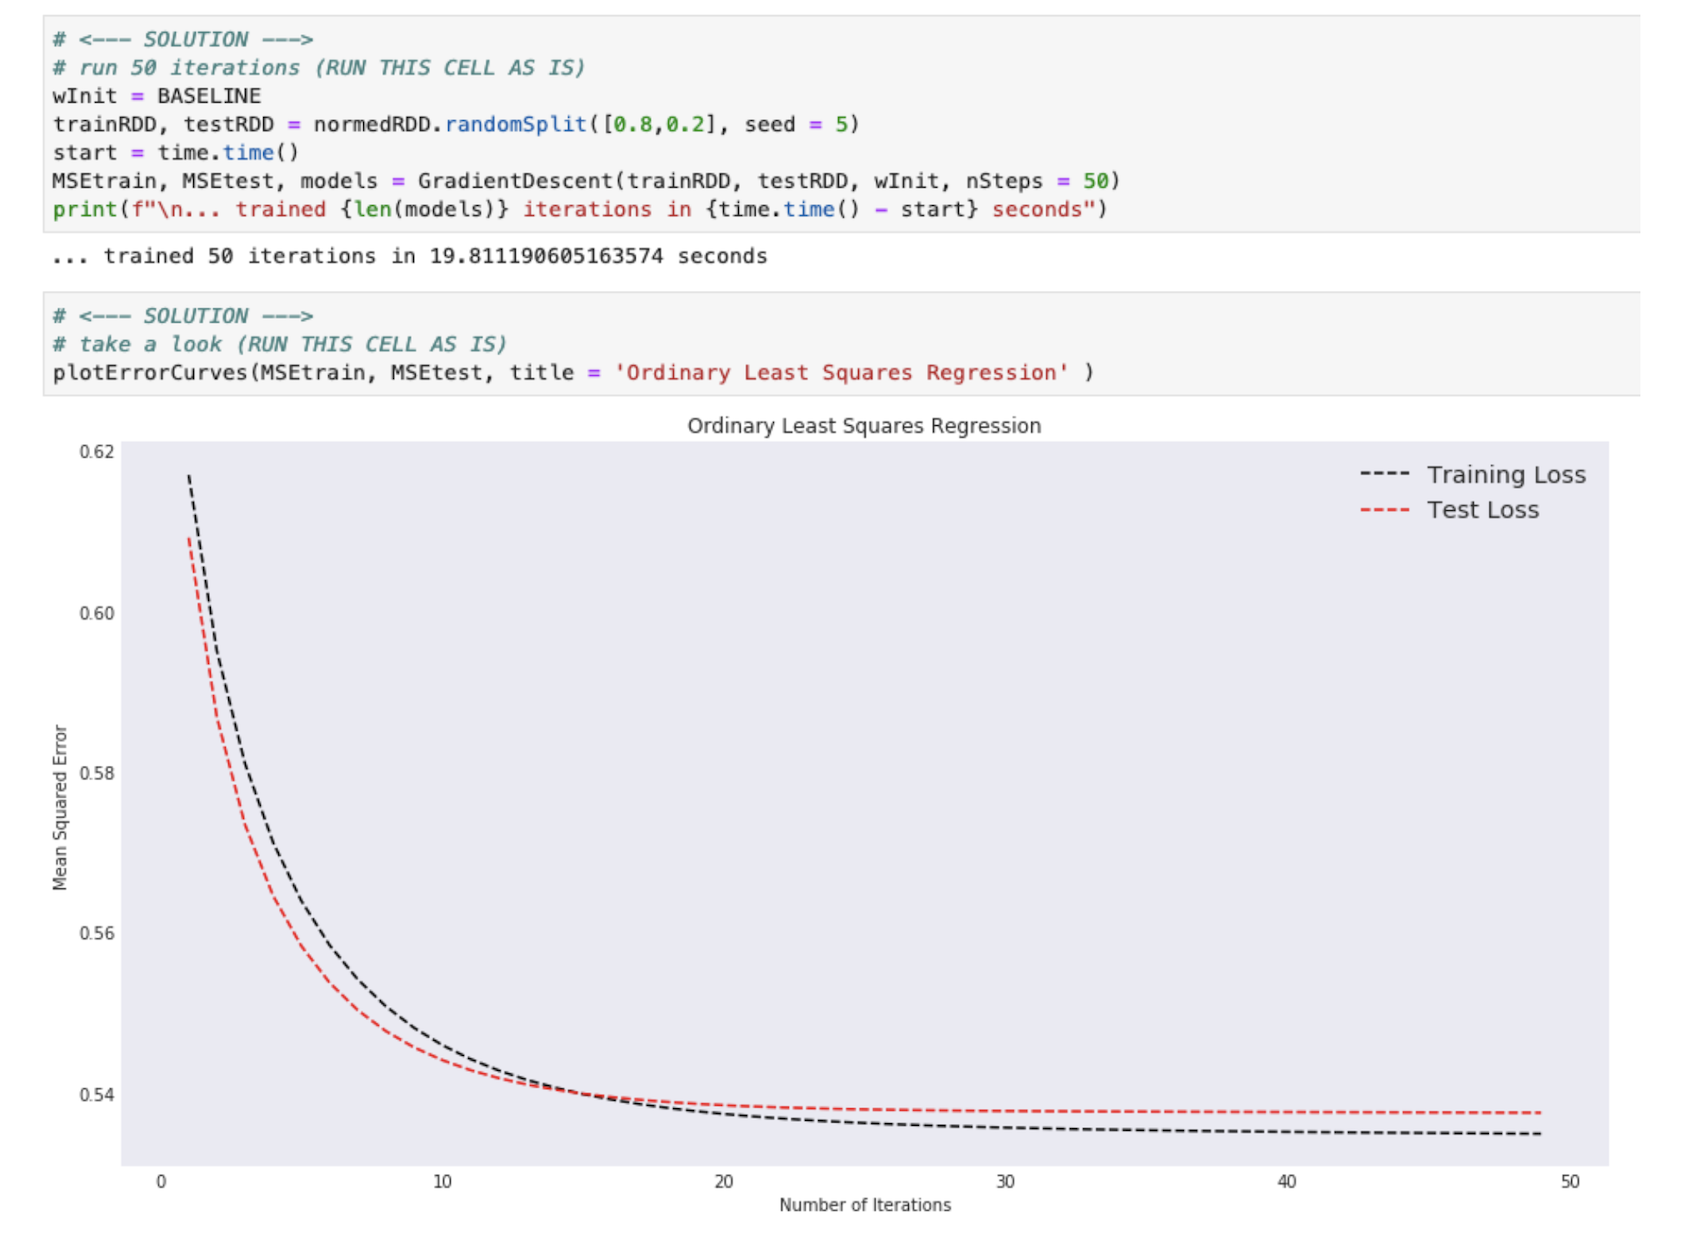 # <--- SOLUTION --->
# run 50 iterations (RUN THIS CELL AS IS)
wInit = BASELINE
trainRDD, testRDD = normedRDD.randomSplit([0.8,0.2], seed = 5)
start = time.time()
MSEtrain, MSEtest, models = GradientDescent(trainRDD, testRDD, wInit, nSteps = 50)
print(f"\n... trained {len(models)} iterations in {time.time() - start} seconds")
... trained 50 iterations in 19.811190605163574 seconds
# <--- SOLUTION --->
# take a look (RUN THIS CELL AS IS)
plotErrorCurves(MSEtrain, MSEtest, title = 'Ordinary Least Squares Regression' )
Ordinary Least Squares Regression
0.62
0.60
0.58
0.56
0.54
Mean Squared Error
Training Loss
Test Loss
0 10 20 30 40 50
Number of Iterations